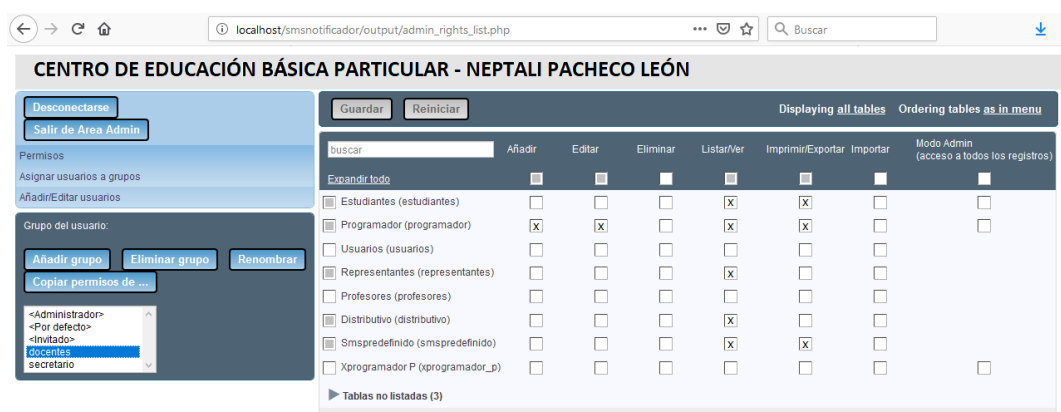 localhost/smsnotificador/output/admin_rights_list.php
Buscar
CENTRO DE EDUCACIÓN BÁSICA PARTICULAR - NEPTALI PACHECO LEÓN
Desconectarse
Salir de Area Admin
Permisos
Asignar usuarios a grupos
Añadir/Editar usuarios
Grupo del usuario:
Añadir grupo Eliminar grupo Renombrar
Copiar permisos de ...
<Administrador>
<Por defecto>
<Invitado>
docentes
secretario
Guardar Reiniciar Displaying all tables Ordering tables as in menu
buscar Añadir Editar Eliminar Listar/Ver Imprimir/Exportar Importar Modo Admin
(acceso a todos los registros)
Expandir todo
Estudiantes (estudiantes) x x
Programador (programador) x x x x
Usuarios (usuarios)
Representantes (representantes) x
Profesores (profesores)
Distributivo (distributivo) x
Smspredefinido (smspredefinido) x x
Xprogramador P (xprogramador_p)
Tablas no listadas (3)